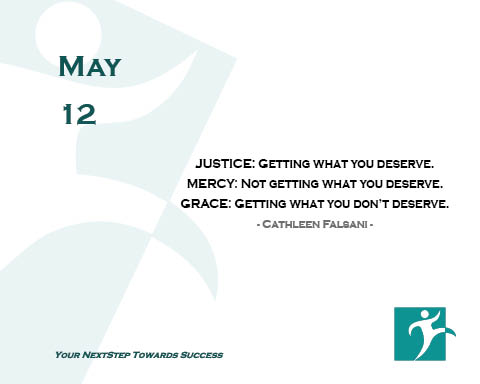 May
12
JUSTICE: Getting what you deserve.
MERCY: Not getting what you deserve.
GRACE: Getting what you don't deserve.
- Cathleen Falsani -
Your NextStep Towards Success